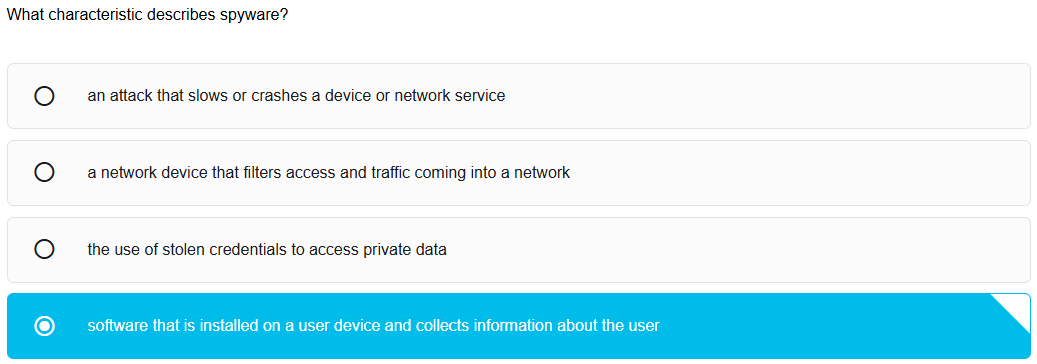 What characteristic describes spyware?
an attack that slows or crashes a device or network service
a network device that filters access and traffic coming into a network
the use of stolen credentials to access private data
software that is installed on a user device and collects information about the user